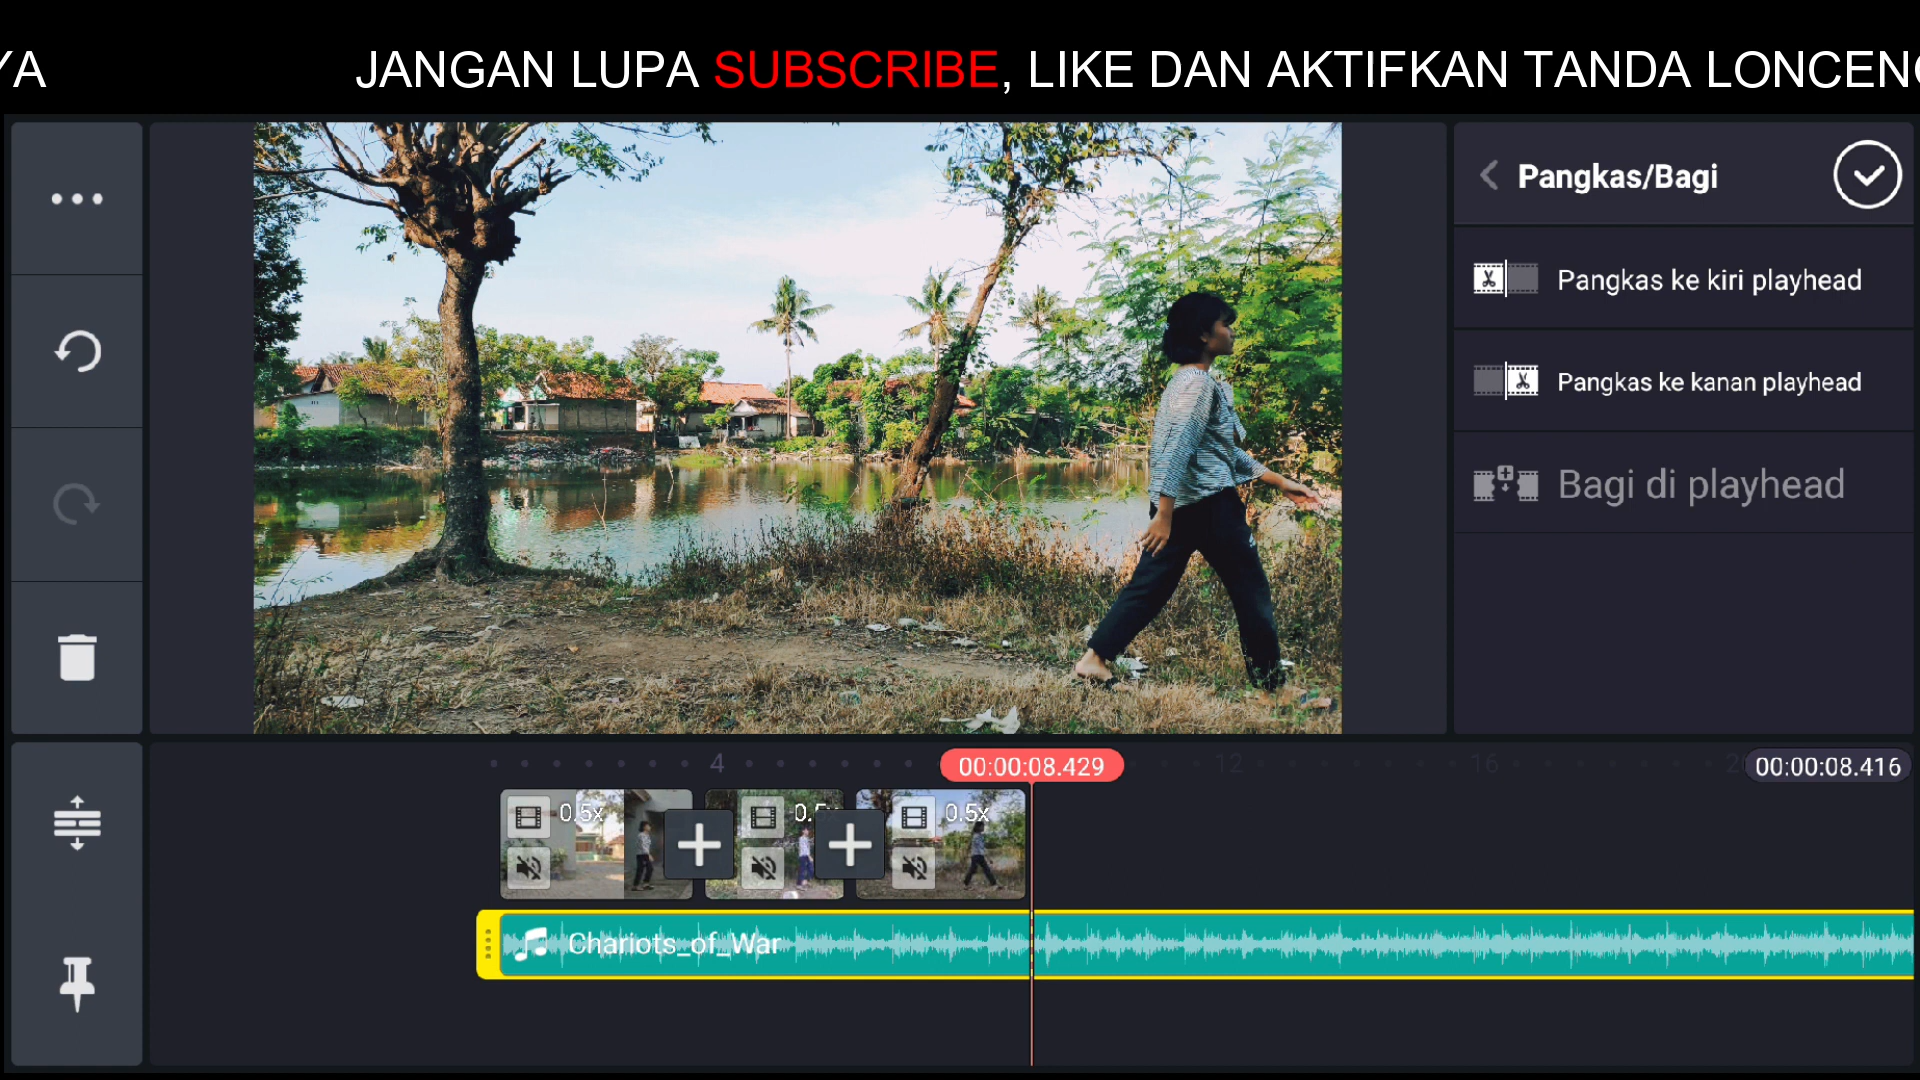 YA JANGAN LUPA SUBSCRIBE, LIKE DAN AKTIFKAN TANDA LONCENG
Pangkas/Bagi
Pangkas ke kiri playhead
Pangkas ke kanan playhead
Bagi di playhead
4
00:00:08.429
12
16
00:00:08.416
0.5x
0.5x
Chariots_of_War